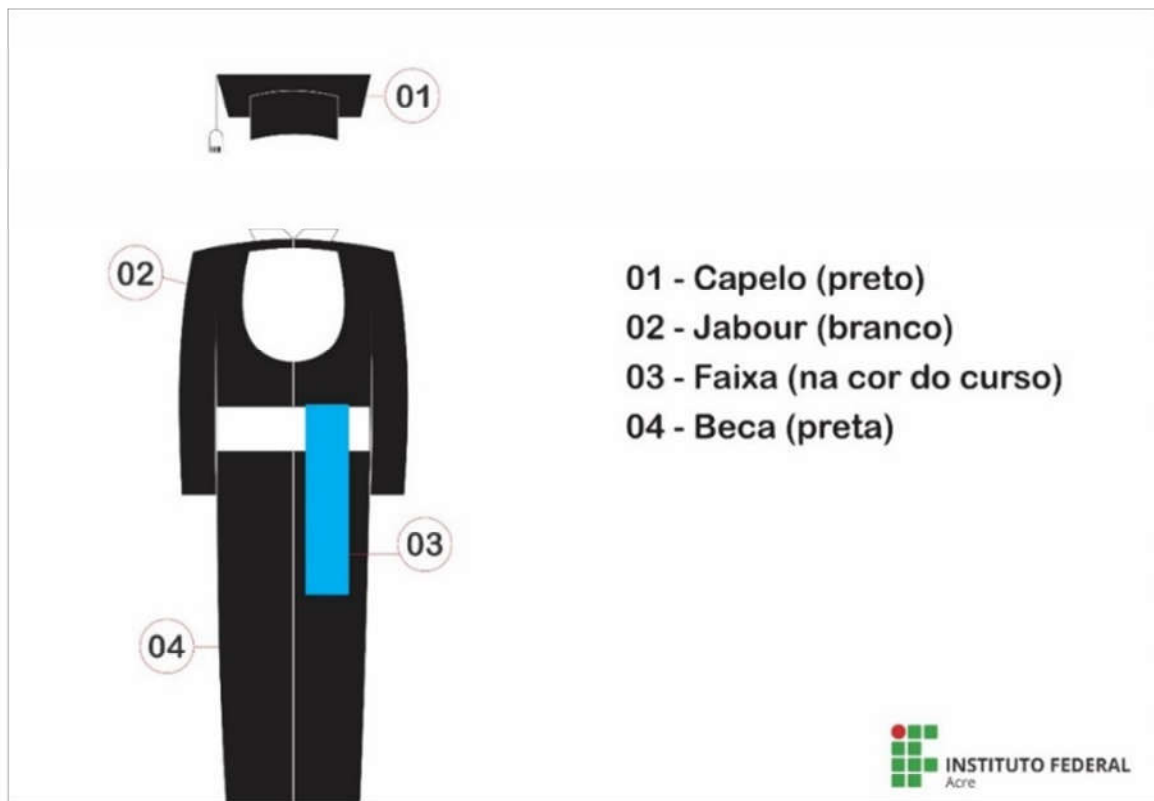 01
02
01 - Capelo (preto)
02 - Jabour (branco)
03 - Faixa (na cor do curso)
04 - Beca (preta)
03
04
INSTITUTO FEDERAL
Acre